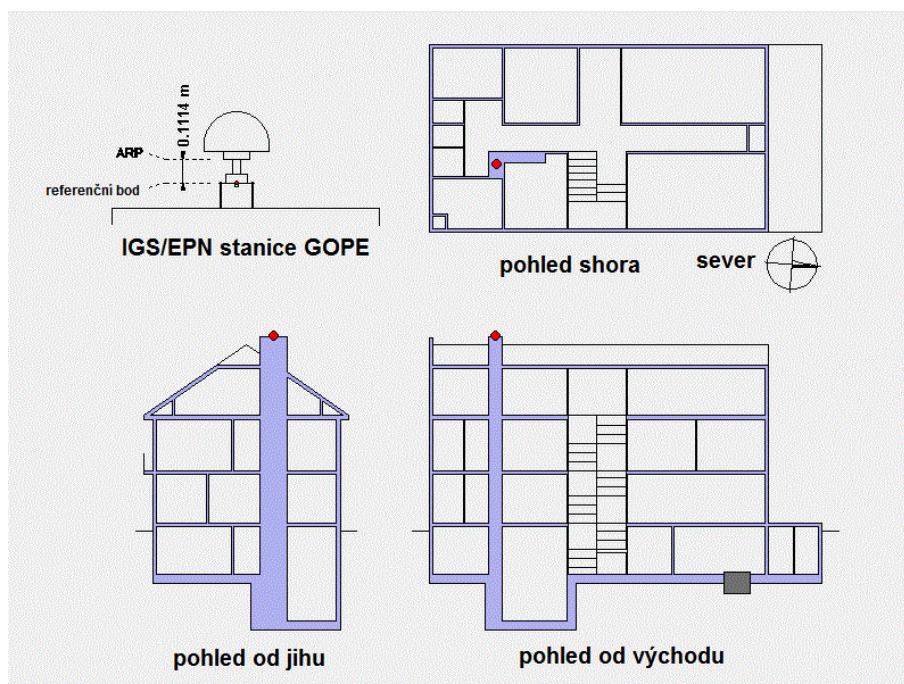 0.1114 m
ARP
referenční bod
IGS/EPN stanice GOPE
pohled shora
sever
pohled od jihu
pohled od východu